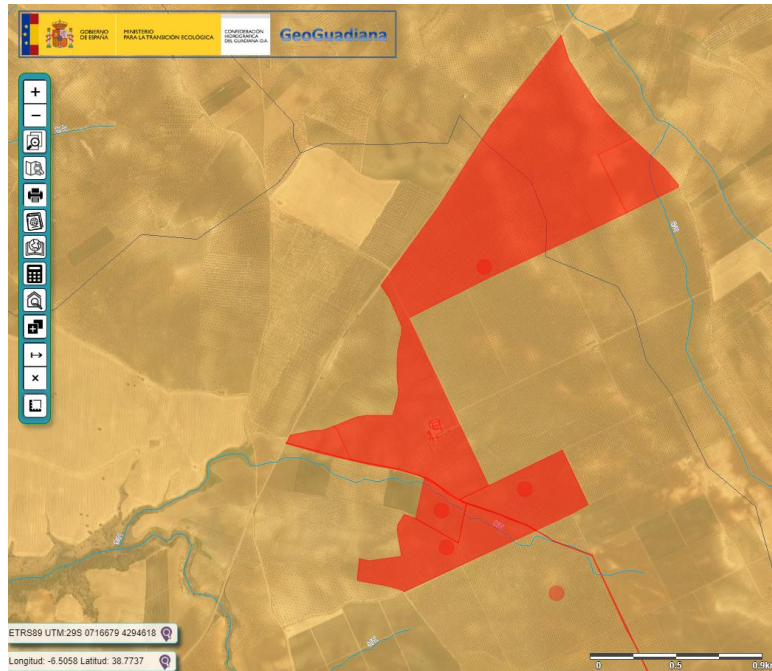 GOBIERNO
DE ESPAÑA
MINISTERIO
PARA LA TRANSICIÓN ECOLÓGICA
CONFEDERACIÓN
HIDROGRÁFICA
DEL GUADIANA O.A.
GeoGuadiana
ETRS89 UTM:29S 0716679 4294618
Longitud: -6.5058 Latitud: 38.7737
0 0.5 0.9km